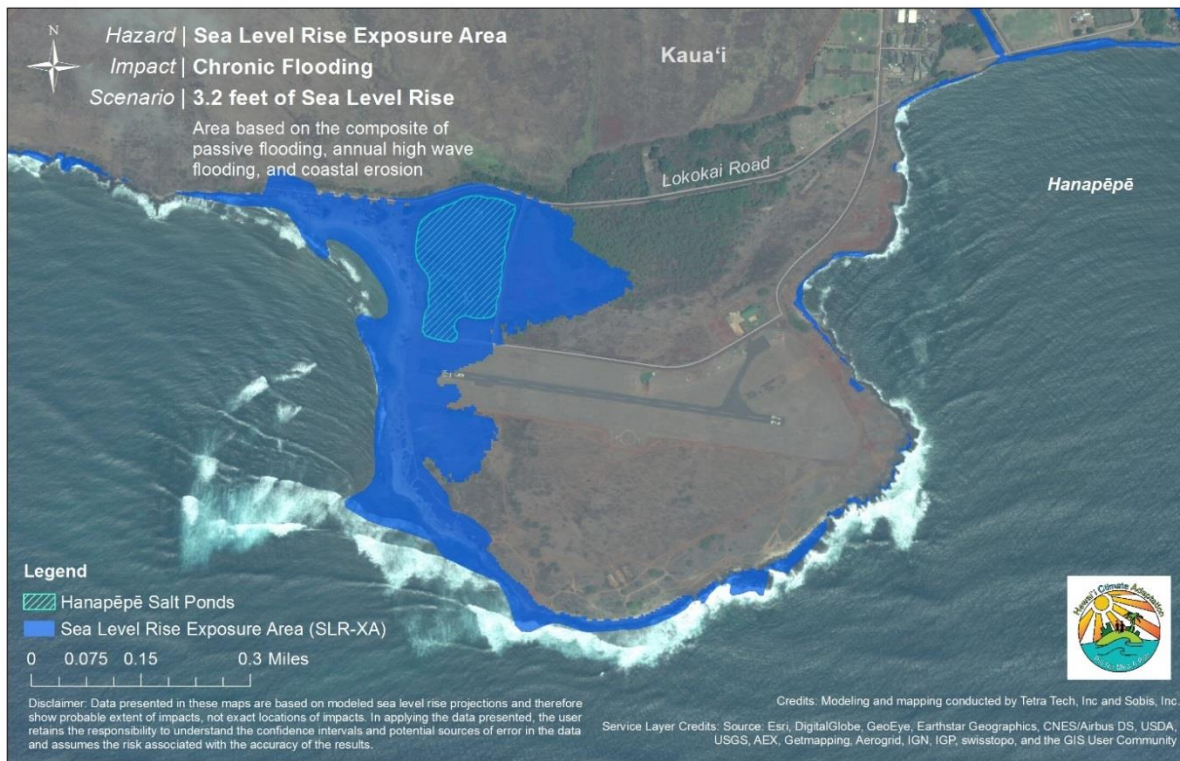 N
Hazard | Sea Level Rise Exposure Area
Impact | Chronic Flooding
Scenario | 3.2 feet of Sea Level Rise
Area based on the composite of
passive flooding, annual high wave
flooding, and coastal erosion
Kauaʻi
Lokokai Road
Hanapēpē
Legend
Hanapēpē Salt Ponds
Sea Level Rise Exposure Area (SLR-XA)
0 0.075 0.15 0.3 Miles
Disclaimer: Data presented in these maps are based on modeled sea level rise projections and therefore
show probable extent of impacts, not exact locations of impacts. In applying the data presented, the user
retains the responsibility to understand the confidence intervals and potential sources of error in the data
and assumes the risk associated with the accuracy of the results.
Hawaiʻi Climate Adaptation
Credits: Modeling and mapping conducted by Tetra Tech, Inc and Sobis, Inc.
Service Layer Credits: Source: Esri, DigitalGlobe, GeoEye, Earthstar Geographics, CNES/Airbus DS, USDA,
USGS, AEX, Getmapping, Aerogrid, IGN, IGP, swisstopo, and the GIS User Community